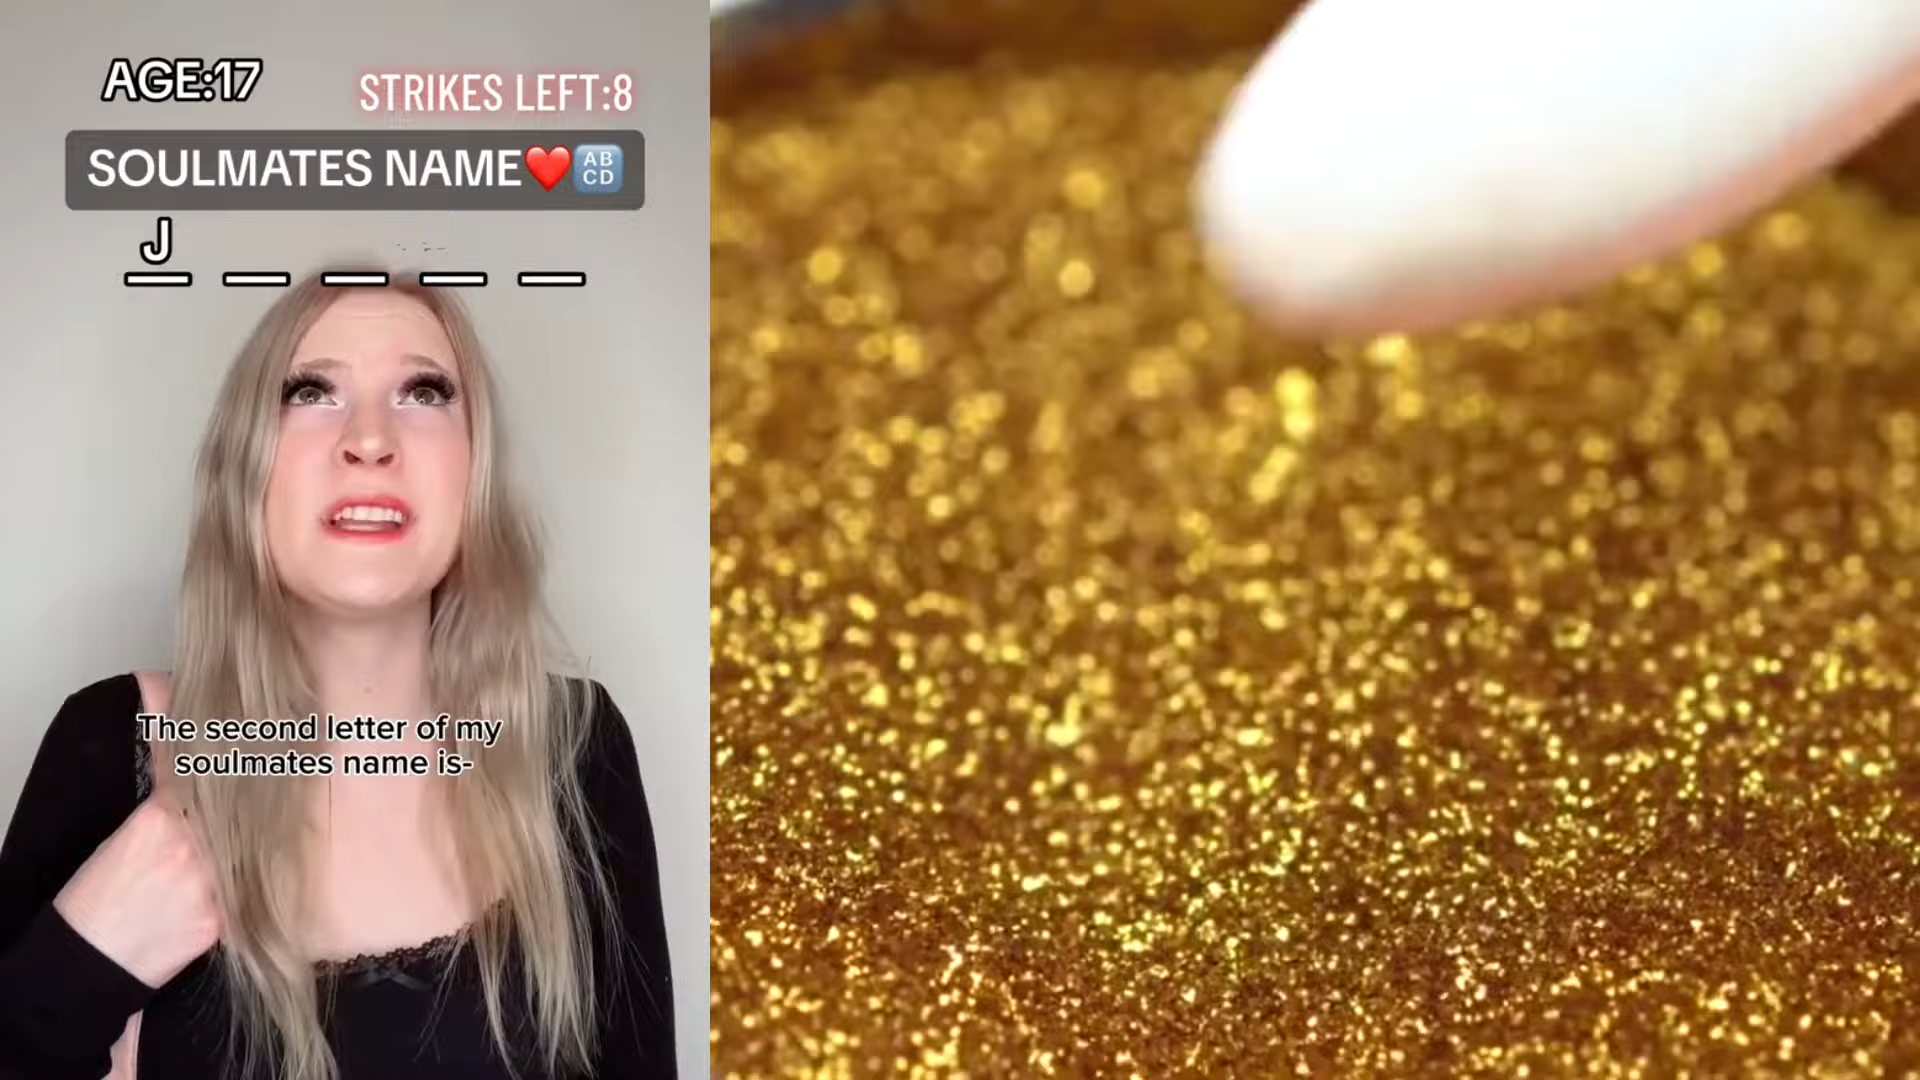 AGE:17
STRIKES LEFT:8
SOULMATES NAME❤️🔠
J
The second letter of my
soulmates name is-